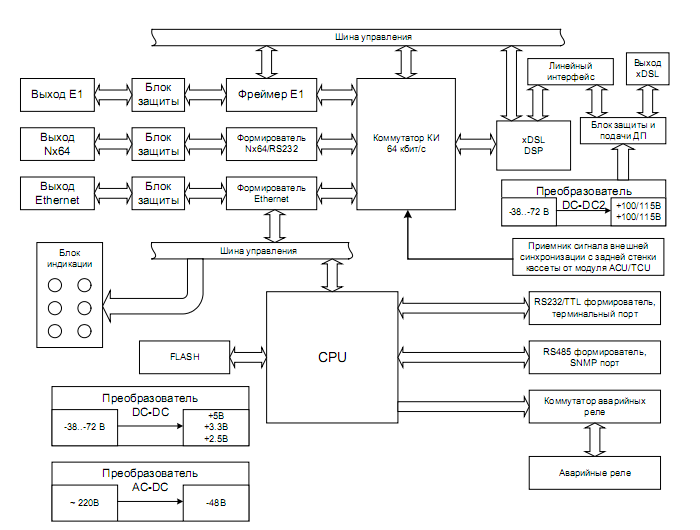 Шина управления
Выход E1
Блок
защиты
Фреймер E1
Коммутатор КИ
64 кбит/с
Линейный
интерфейс
Выход
xDSL
Выход
Nx64
Блок
защиты
Формирователь
Nx64/RS232
xDSL
DSP
Блок защиты и
подачи ДП
Выход
Ethernet
Блок
защиты
Формирователь
Ethernet
Преобразователь
DC-DC2
-38..-72 В
+100/115В
+100/115В
Шина управления
Блок
индикации
Приемник сигнала внешней
синхронизации с задней стенки
кассеты от модуля ACU/TCU
CPU
RS232/TTL формирователь,
терминальный порт
FLASH
RS485 формирователь,
SNMP порт
Преобразователь
DC-DC
-38..-72 В
+5В
+3.3В
+2.5В
Коммутатор аварийных
реле
Аварийные реле
Преобразователь
AC-DC
~ 220В
-48В